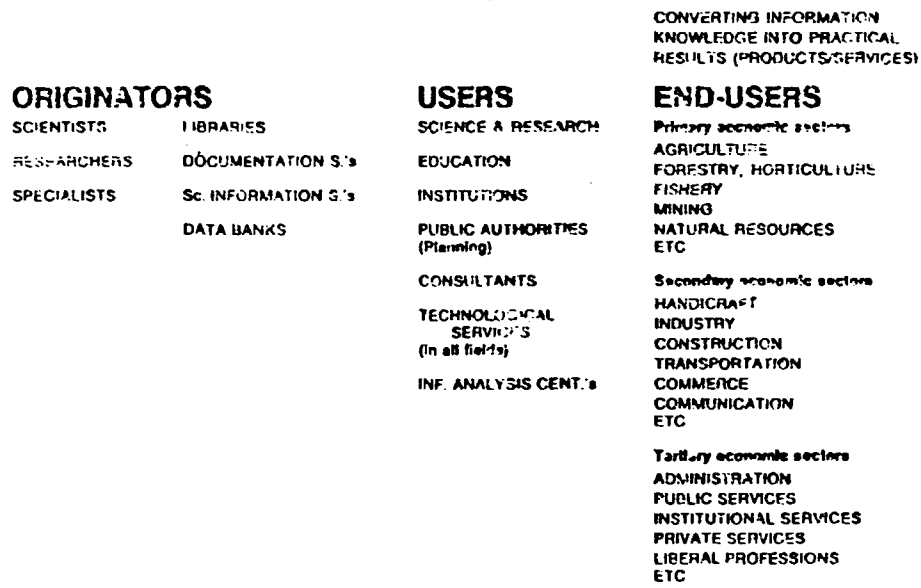 CONVERTING INFORMATION
KNOWLEDGE INTO PRACTICAL
RESULTS (PRODUCTS/SERVICES)
ORIGINATORS
SCIENTISTS
RESEARCHERS
SPECIALISTS
LIBRARIES
DOCUMENTATION S.'s
Sc. INFORMATION S.'s
DATA BANKS
USERS
SCIENCE & RESEARCH
EDUCATION
INSTITUTIONS
PUBLIC AUTHORITIES
(Planning)
CONSULTANTS
TECHNOLOGICAL
SERVICES
(in all fields)
INF. ANALYSIS CENT.'s
END-USERS
Primary economic sectors
AGRICULTURE
FORESTRY, HORTICULTURE
FISHERY
MINING
NATURAL RESOURCES
ETC
Secondary economic sectors
HANDICRAFT
INDUSTRY
CONSTRUCTION
TRANSPORTATION
COMMERCE
COMMUNICATION
ETC
Tartiary economic sectors
ADMINISTRATION
PUBLIC SERVICES
INSTITUTIONAL SERVICES
PRIVATE SERVICES
LIBERAL PROFESSIONS
ETC